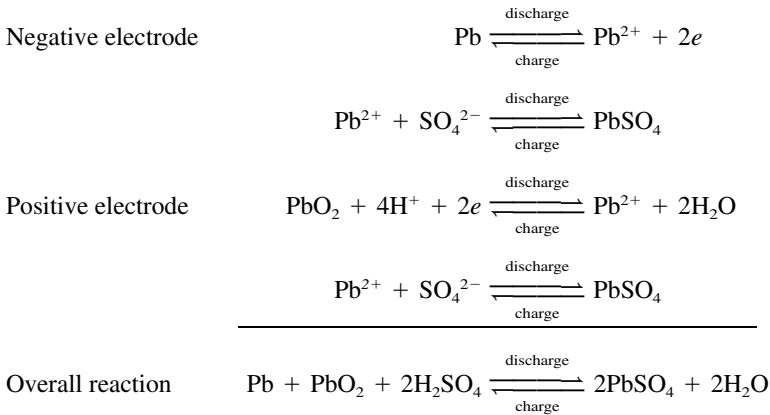 discharge
Negative electrode Pb ⇌ Pb²⁺ + 2e
charge
discharge
Pb²⁺ + SO₄²⁻ ⇌ PbSO₄
charge
discharge
Positive electrode PbO₂ + 4H⁺ + 2e ⇌ Pb²⁺ + 2H₂O
charge
discharge
Pb²⁺ + SO₄²⁻ ⇌ PbSO₄
charge
discharge
Overall reaction Pb + PbO₂ + 2H₂SO₄ ⇌ 2PbSO₄ + 2H₂O
charge